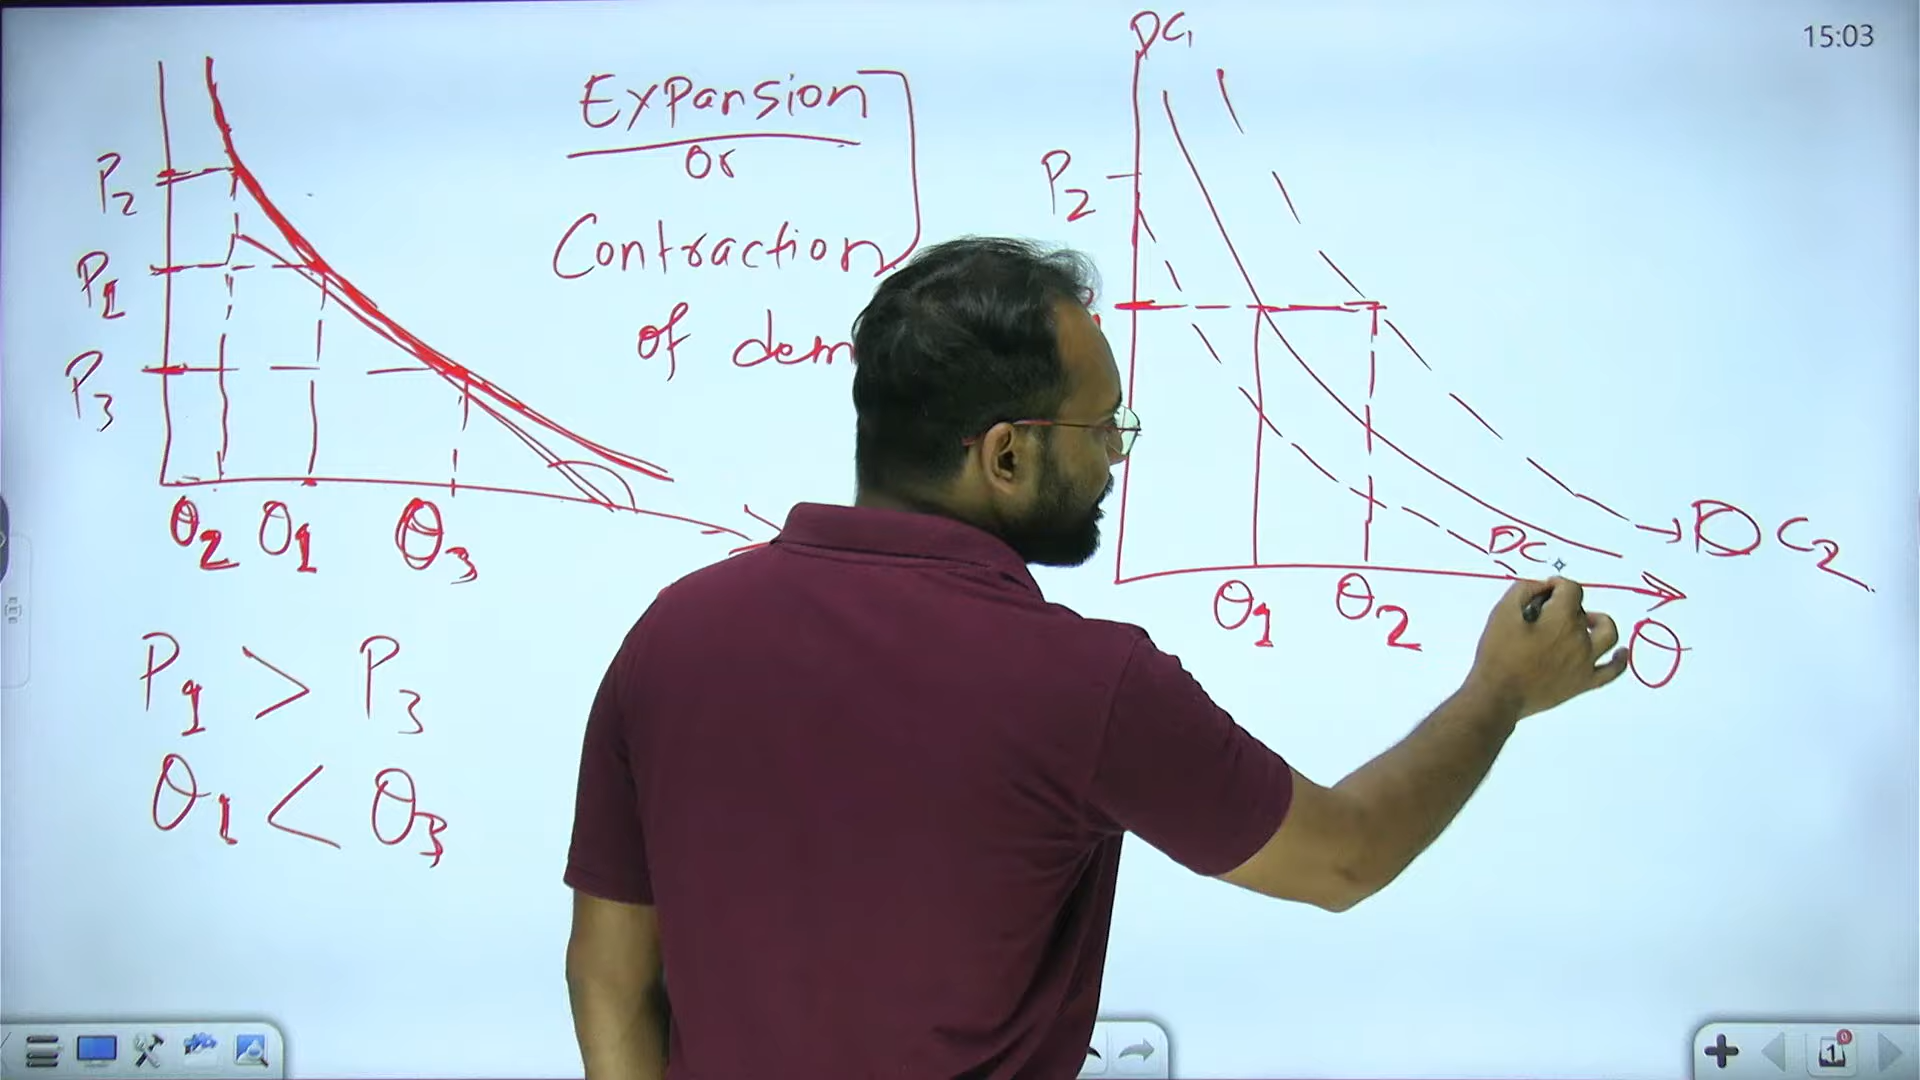 15:03
Expansion
or
Contraction
of dem
P2
P1
P3
Q2 Q1 Q3
P1 > P3
Q1 < Q3
DC1
P2
DC2
DC
Q1 Q2
Q
1